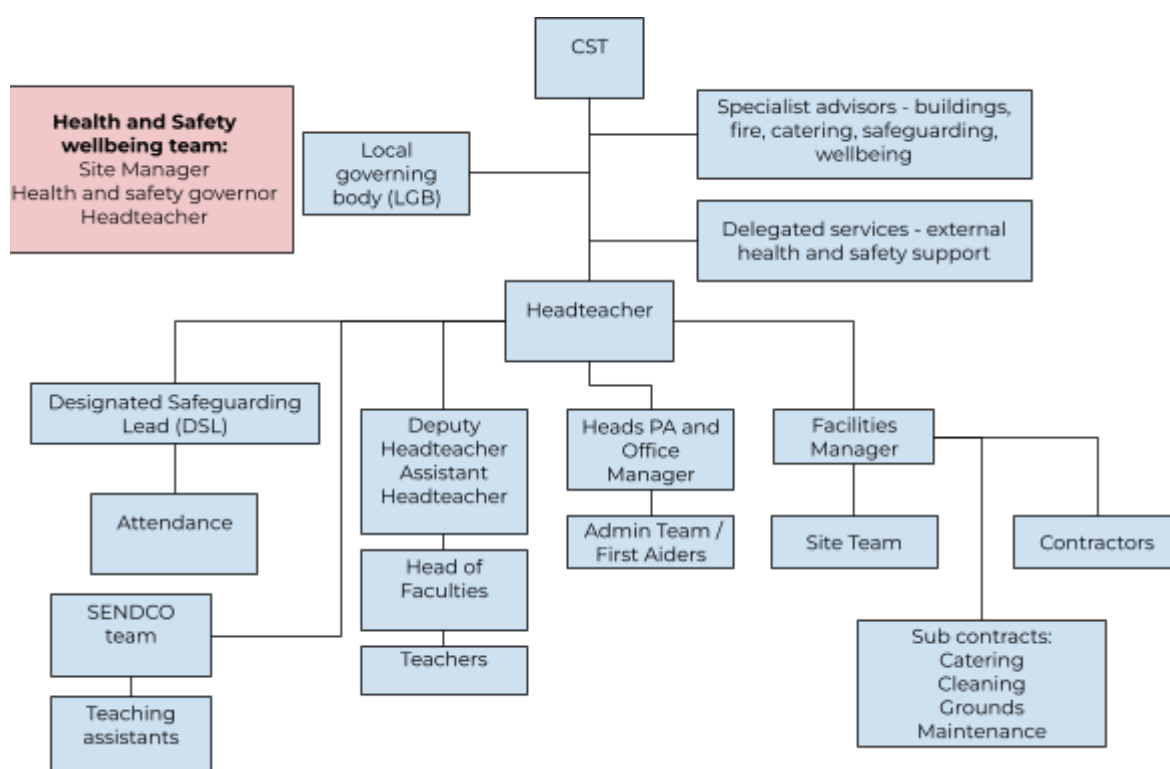 CST
Health and Safety
wellbeing team:
Site Manager
Health and safety governor
Headteacher
Specialist advisors - buildings,
fire, catering, safeguarding,
wellbeing
Local
governing
body (LGB)
Delegated services - external
health and safety support
Headteacher
Designated Safeguarding
Lead (DSL)
Deputy
Headteacher
Assistant
Headteacher
Heads PA and
Office
Manager
Facilities
Manager
Attendance
Admin Team /
First Aiders
Site Team
Contractors
Head of
Faculties
SENDCO
team
Teachers
Sub contracts:
Catering
Cleaning
Grounds
Maintenance
Teaching
assistants